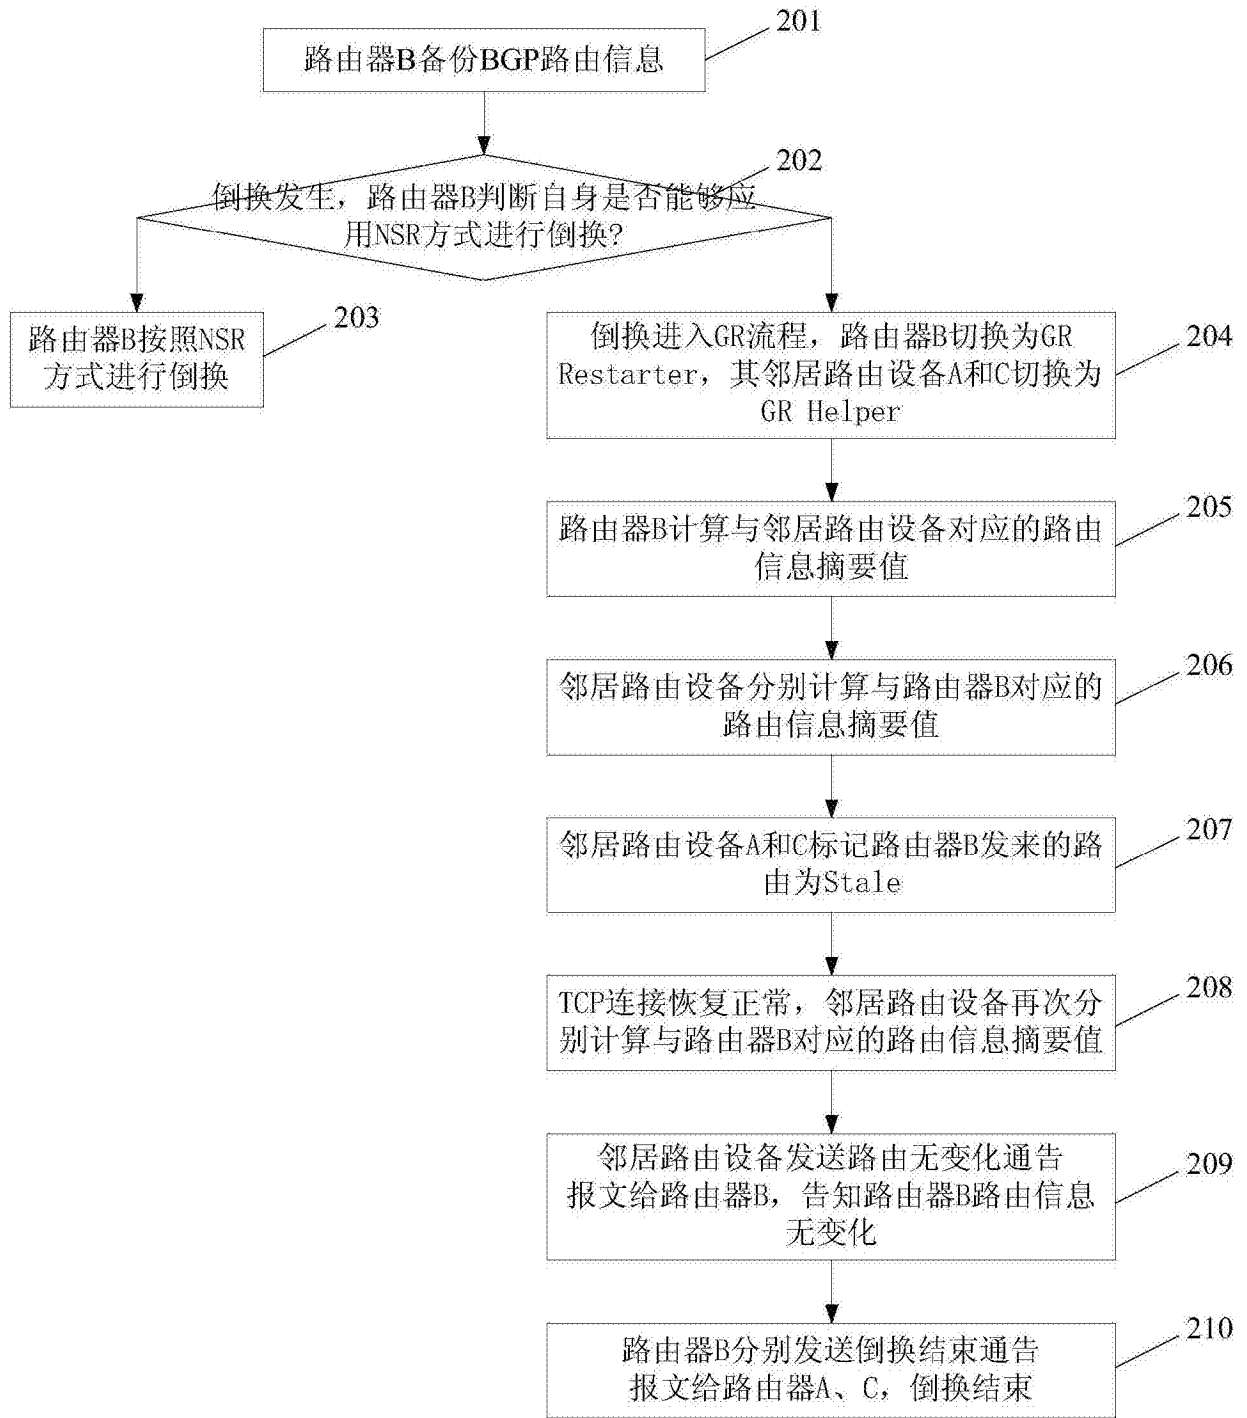 201
路由器B备份BGP路由信息
202
倒换发生，路由器B判断自身是否能够应
用NSR方式进行倒换?
203
路由器B按照NSR
方式进行倒换
204
倒换进入GR流程，路由器B切换为GR
Restarter，其邻居路由设备A和C切换为
GR Helper
205
路由器B计算与邻居路由设备对应的路由
信息摘要值
206
邻居路由设备分别计算与路由器B对应的
路由信息摘要值
207
邻居路由设备A和C标记路由器B发来的路
由为Stale
208
TCP连接恢复正常，邻居路由设备再次分
别计算与路由器B对应的路由信息摘要值
209
邻居路由设备发送路由无变化通告
报文给路由器B，告知路由器B路由信息
无变化
210
路由器B分别发送倒换结束通告
报文给路由器A、C，倒换结束